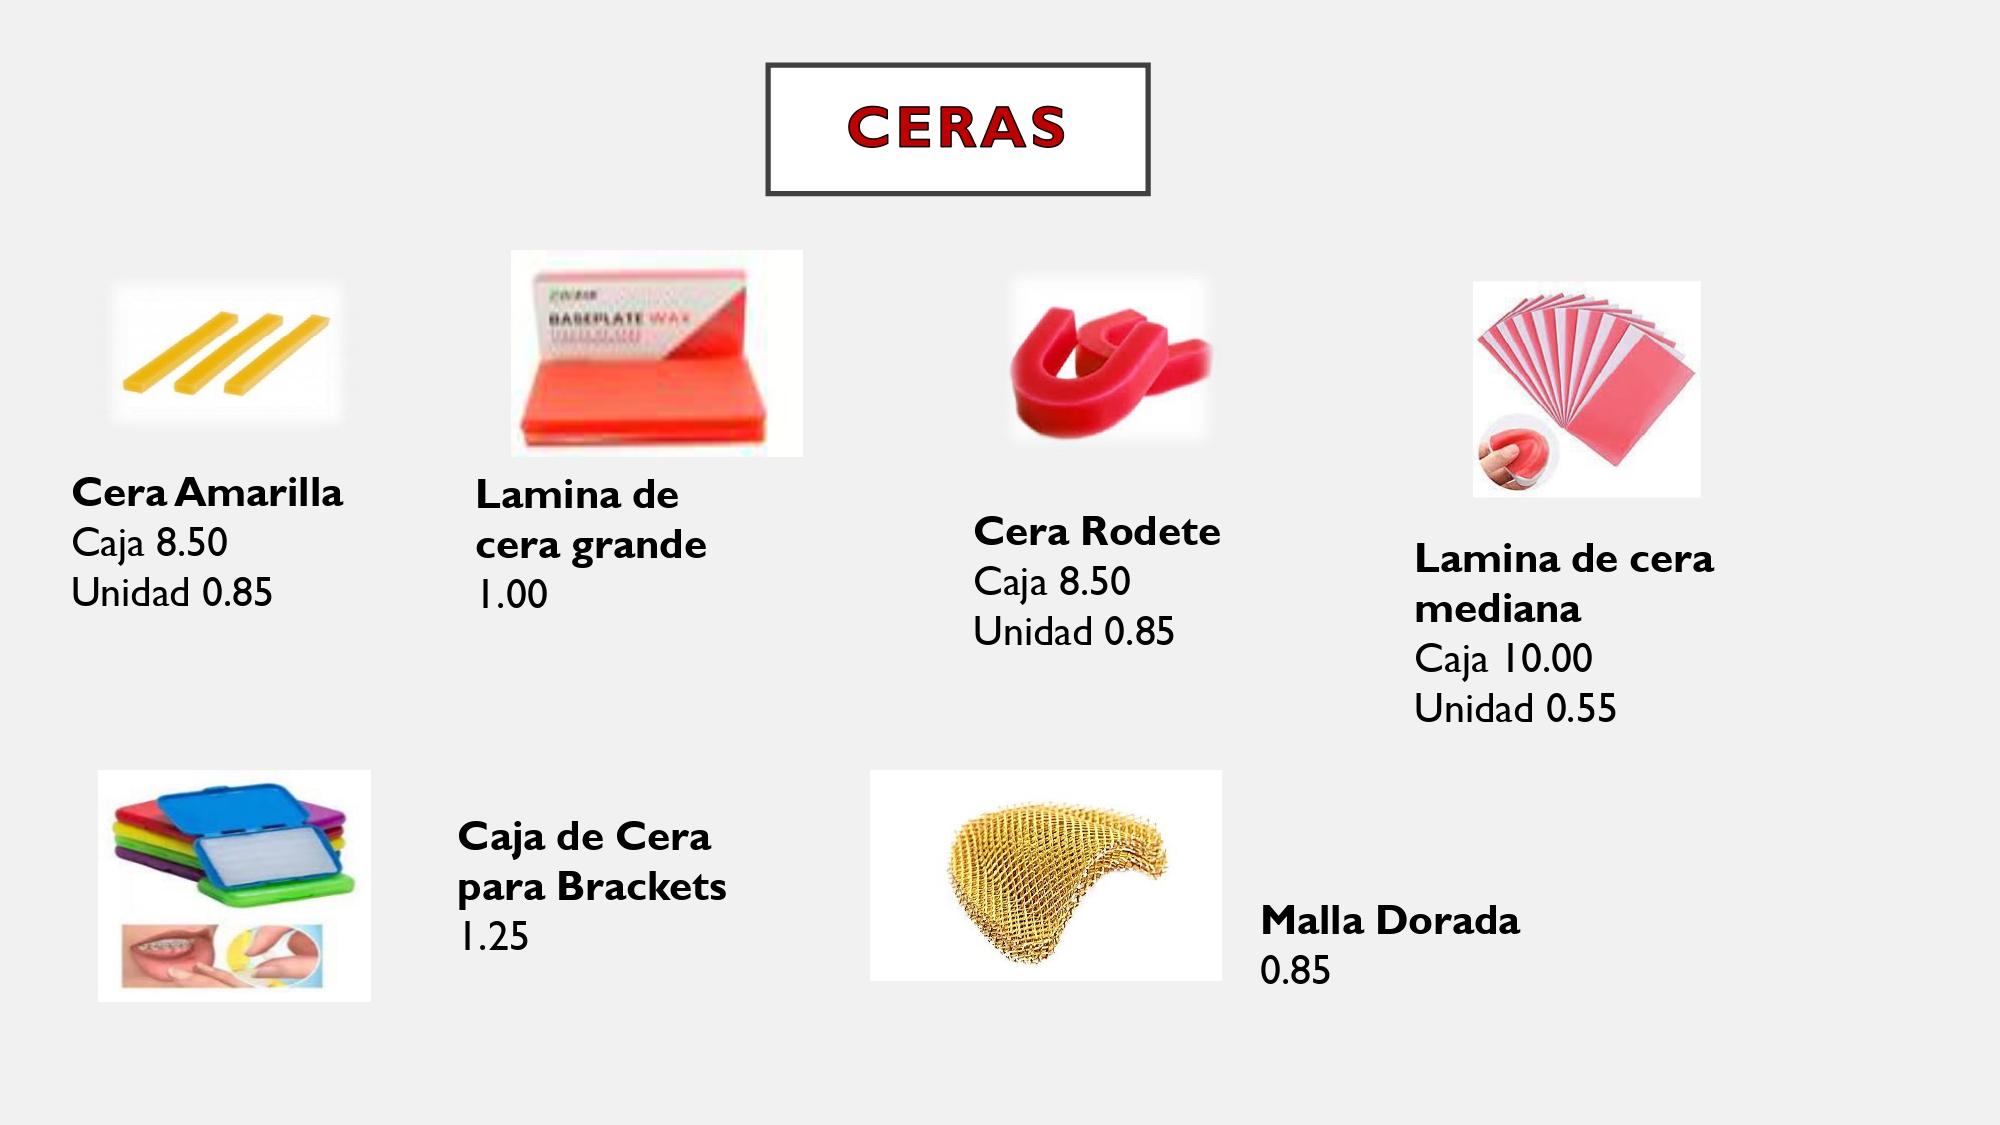 CERAS
BASEPLATE WAX
Cera Amarilla
Caja 8.50
Unidad 0.85
Lamina de
cera grande
1.00
Cera Rodete
Caja 8.50
Unidad 0.85
Lamina de cera
mediana
Caja 10.00
Unidad 0.55
Caja de Cera
para Brackets
1.25
Malla Dorada
0.85